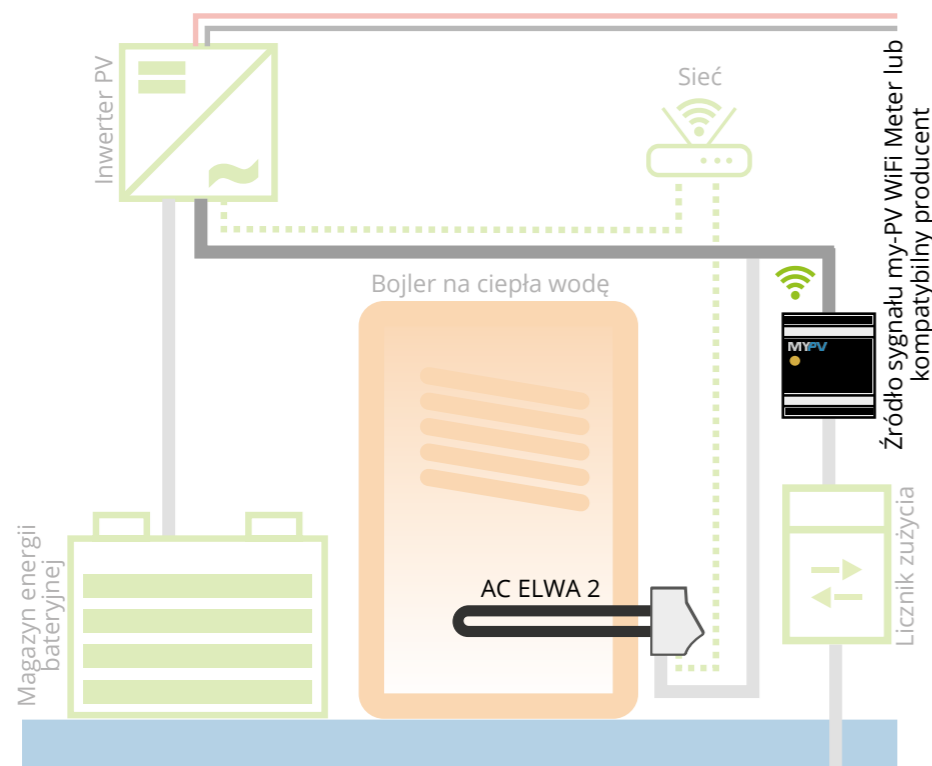 Inwerter PV
Sieć
Źródło sygnału my-PV WiFi Meter lub
kompatybilny producent
Bojler na ciepła wodę
MYPV
AC ELWA 2
Magazyn energii
bateryjnej
Licznik zużycia